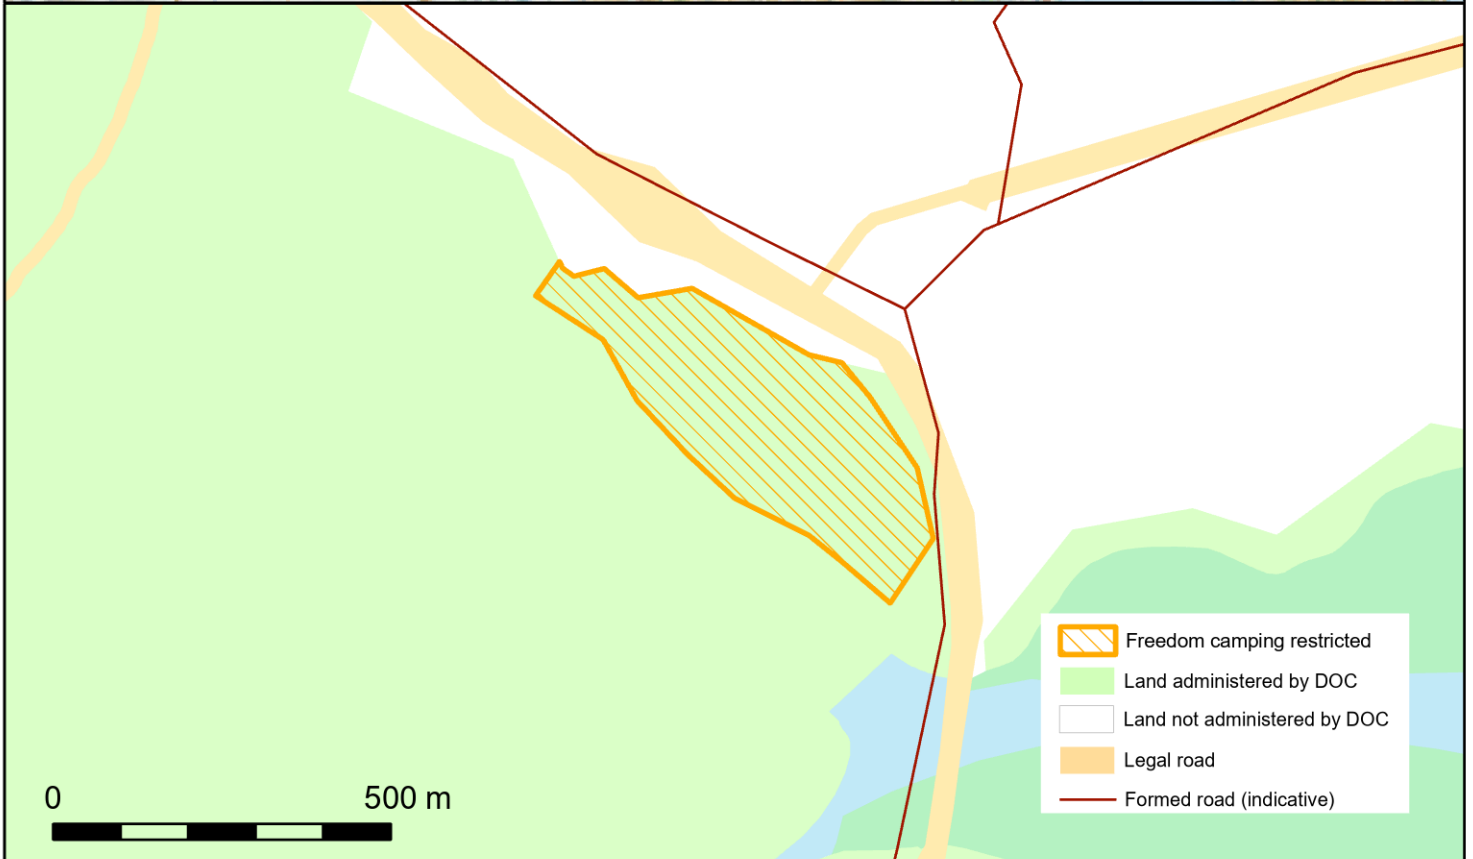 Freedom camping restricted
Land administered by DOC
Land not administered by DOC
Legal road
Formed road (indicative)
0 500 m